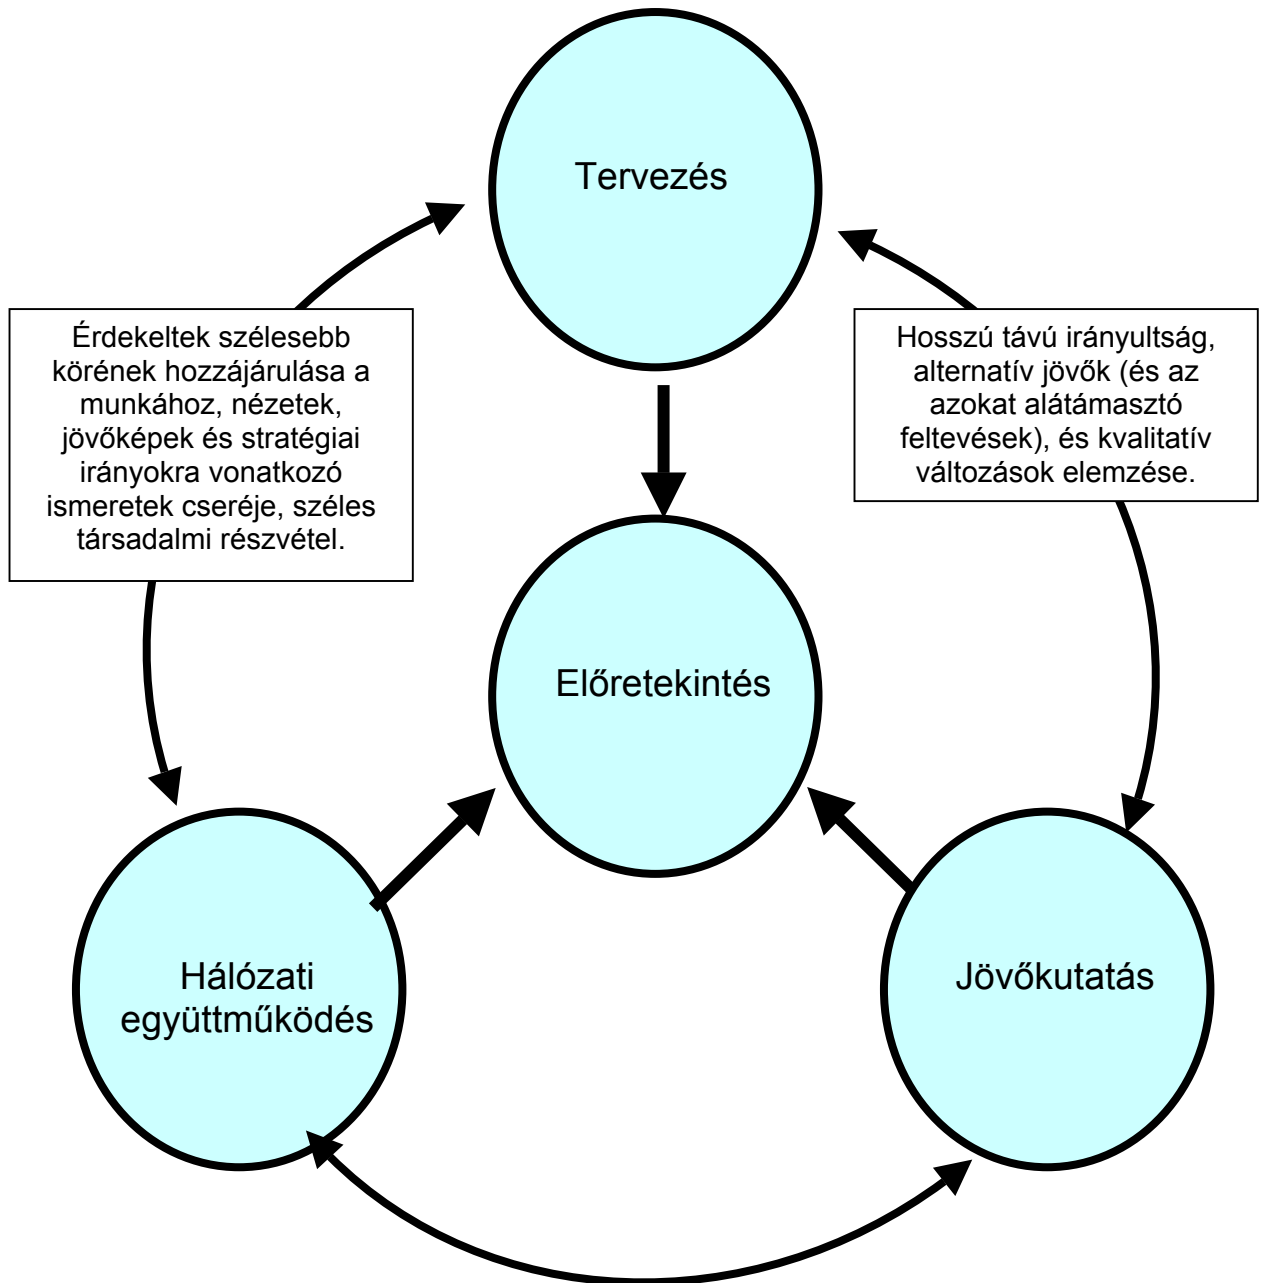 Tervezés
Érdekeltek szélesebb
körének hozzájárulása a
munkához, nézetek,
jövőképek és stratégiai
irányokra vonatkozó
ismeretek cseréje, széles
társadalmi részvétel.
Hosszú távú irányultság,
alternatív jövők (és az
azokat alátámasztó
feltevések), és kvalitatív
változások elemzése.
Előretekintés
Hálózati
együttműködés
Jövőkutatás